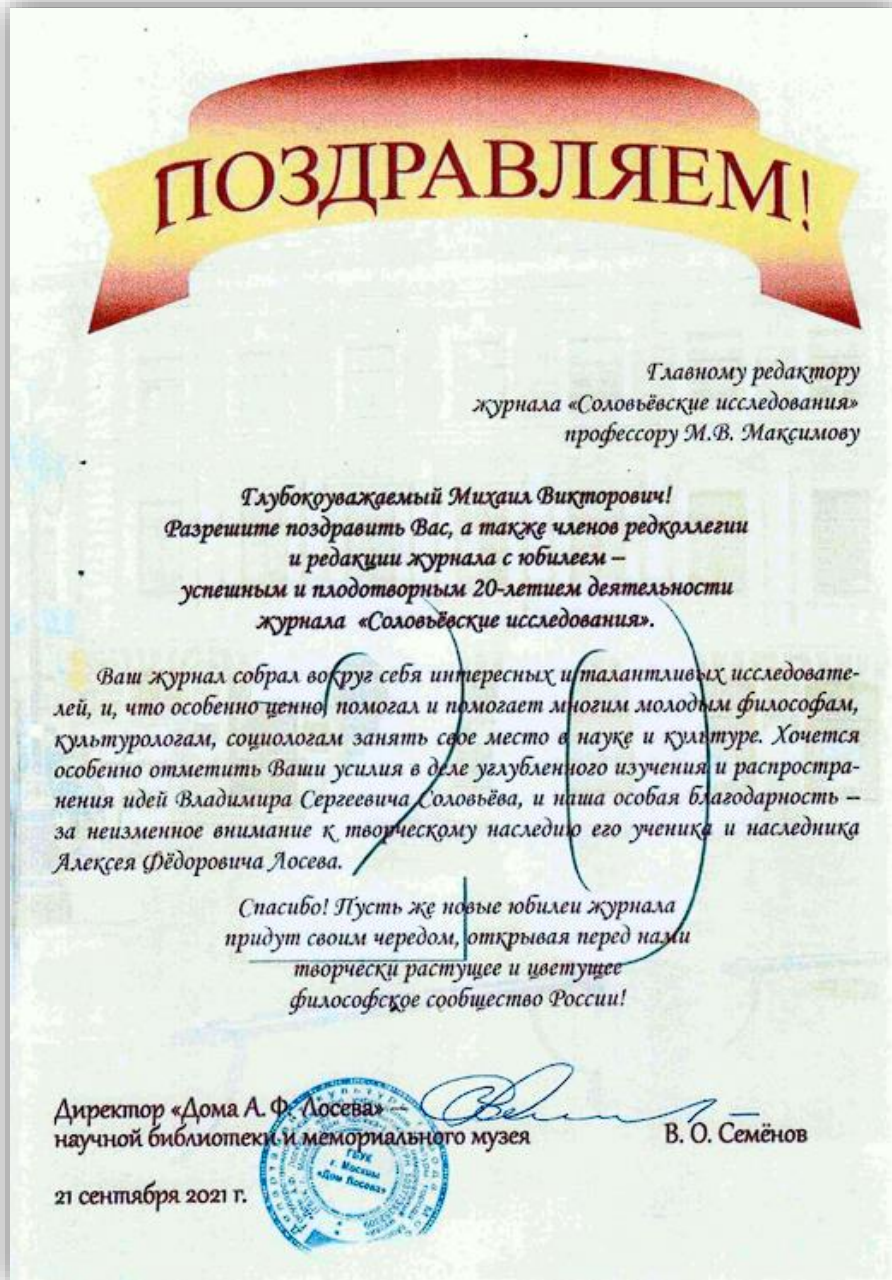 ПОЗДРАВЛЯЕМ!
Главному редактору
журнала «Соловьёвские исследования»
профессору М.В. Максимову
Глубокоуважаемый Михаил Викторович!
Разрешите поздравить Вас, а также членов редколлегии
и редакции журнала с юбилеем –
успешным и плодотворным 20-летием деятельности
журнала «Соловьёвские исследования».
20
Ваш журнал собрал вокруг себя интересных и талантливых исследовате-
лей, и, что особенно ценно, помогал и помогает многим молодым философам,
культурологам, социологам занять свое место в науке и культуре. Хочется
особенно отметить Ваши усилия в деле углубленного изучения и распростра-
нения идей Владимира Сергеевича Соловьёва, и наша особая благодарность –
за неизменное внимание к творческому наследию его ученика и наследника
Алексея Фёдоровича Лосева.
Спасибо! Пусть же новые юбилеи журнала
придут своим чередом, открывая перед нами
творчески растущее и цветущее
философское сообщество России!
Директор «Дома А. Ф. Лосева» –
научной библиотеки и мемориального музея
В. О. Семёнов
ГБУК
г. Москвы
«Дом Лосева»
21 сентября 2021 г.